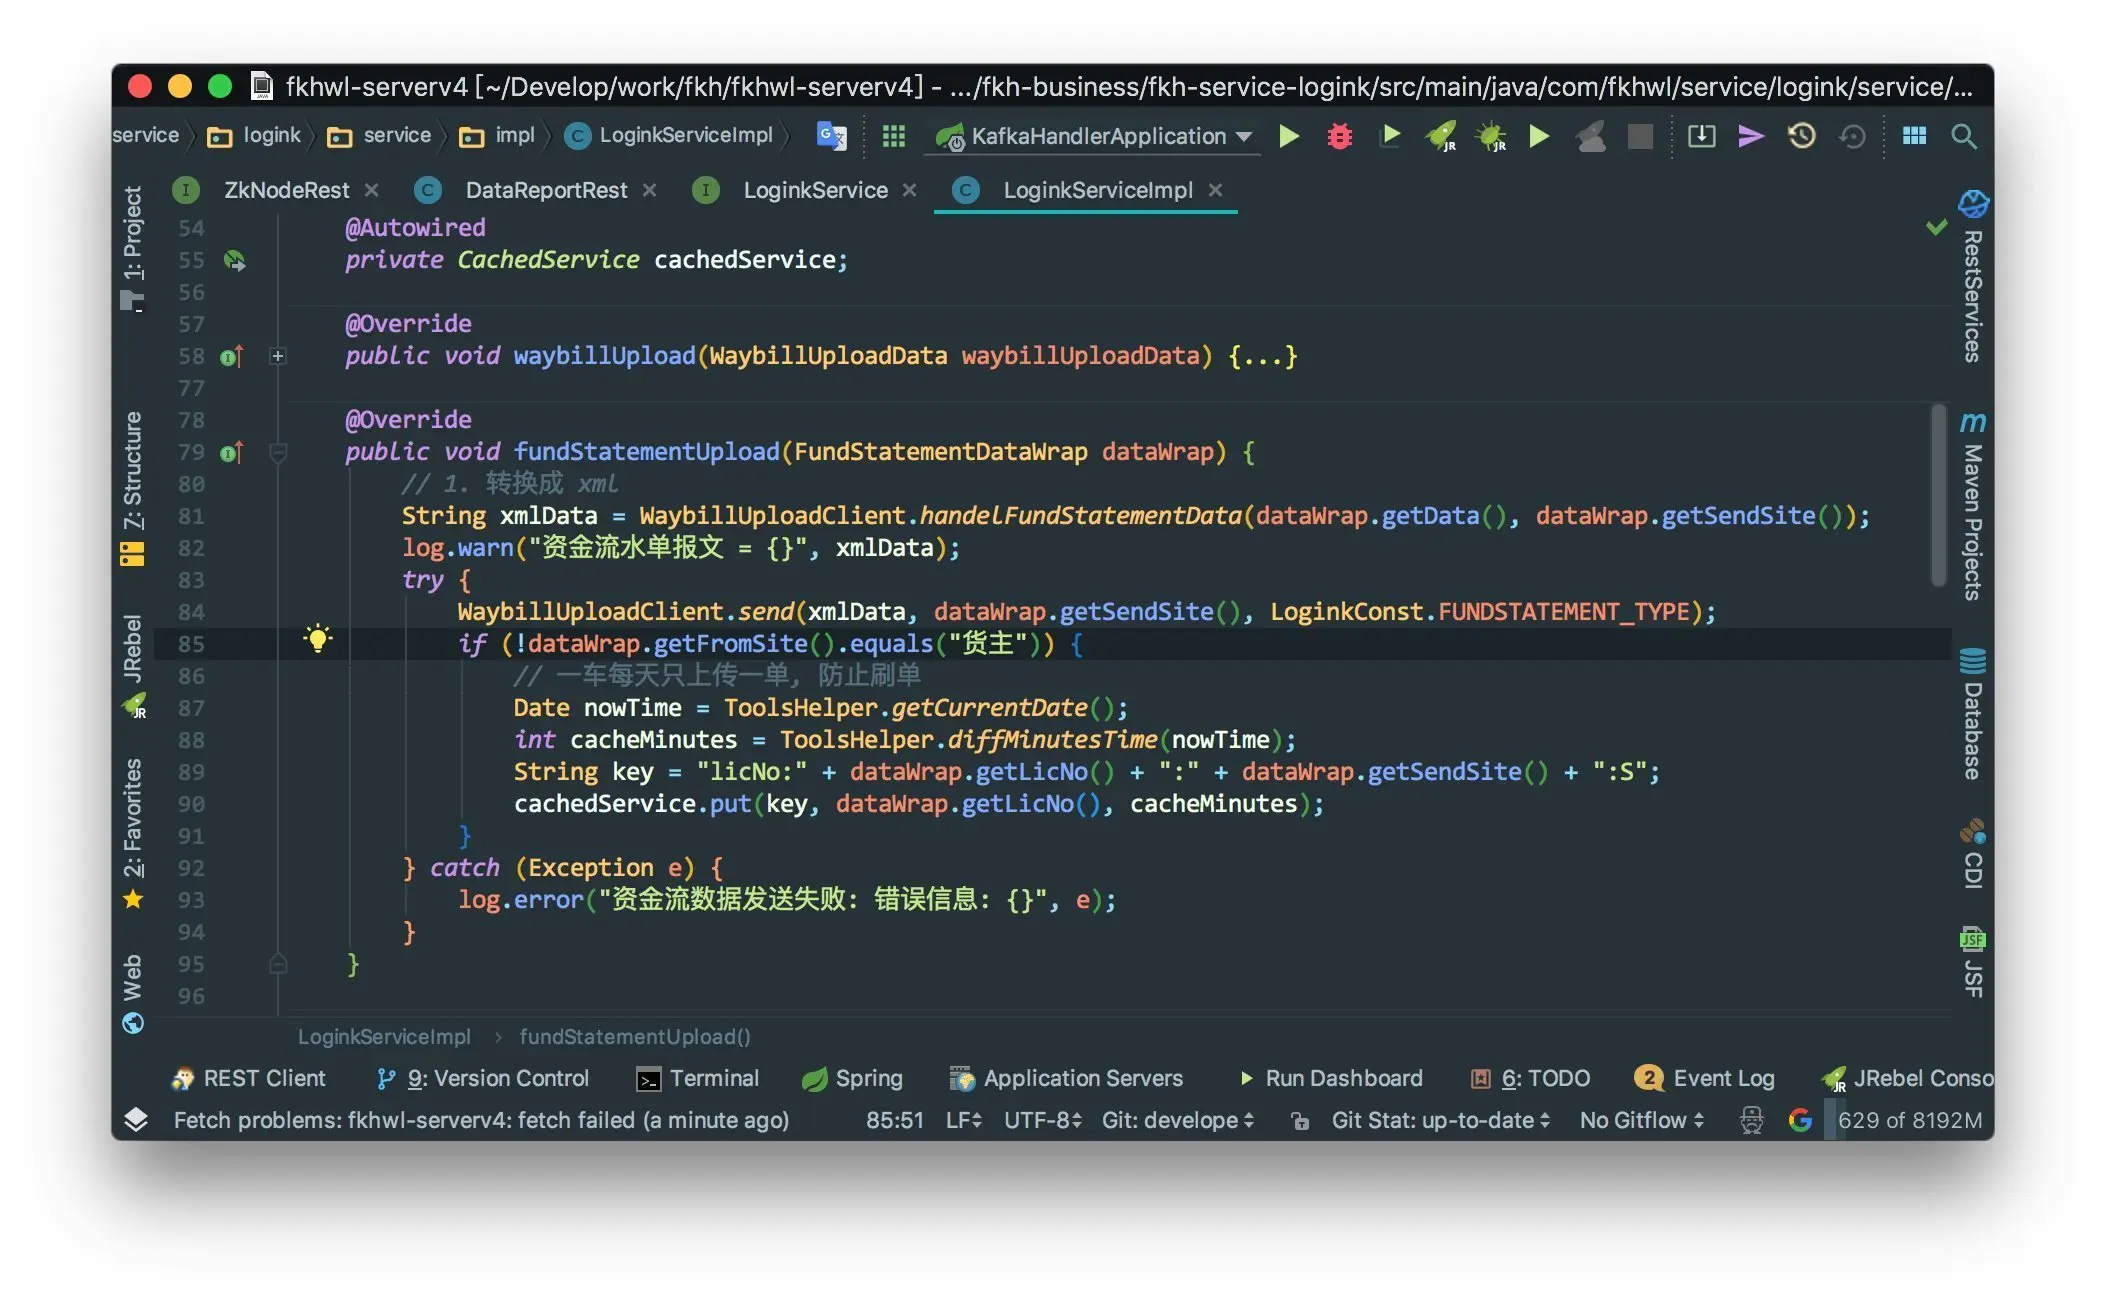 fkhwl-serverv4 [~/Develop/work/fkh/fkhwl-serverv4] - .../fkh-business/fkh-service-logink/src/main/java/com/fkhwl/service/logink/service/...
service logink service impl C LoginkServiceImpl KafkaHandlerApplication
I ZkNodeRest × C DataReportRest × I LoginkService × C LoginkServiceImpl ×
1: Project
7: Structure
JRebel
2: Favorites
Web
54 @Autowired
55 private CachedService cachedService;
56
57 @Override
58 public void waybillUpload(WaybillUploadData waybillUploadData) {...}
77
78 @Override
79 public void fundStatementUpload(FundStatementDataWrap dataWrap) {
80 // 1. 转换成 xml
81 String xmlData = WaybillUploadClient.handelFundStatementData(dataWrap.getData(), dataWrap.getSendSite());
82 log.warn("资金流水单报文 = {}", xmlData);
83 try {
84 WaybillUploadClient.send(xmlData, dataWrap.getSendSite(), LoginkConst.FUNDSTATEMENT_TYPE);
85 if (!dataWrap.getFromSite().equals("货主")) {
86 // 一车每天只上传一单, 防止刷单
87 Date nowTime = ToolsHelper.getCurrentDate();
88 int cacheMinutes = ToolsHelper.diffMinutesTime(nowTime);
89 String key = "licNo:" + dataWrap.getLicNo() + ":" + dataWrap.getSendSite() + ":S";
90 cachedService.put(key, dataWrap.getLicNo(), cacheMinutes);
91 }
92 } catch (Exception e) {
93 log.error("资金流数据发送失败: 错误信息: {}", e);
94 }
95 }
96
RestServices
m Maven Projects
Database
CDI
JSF JSF
LoginkServiceImpl › fundStatementUpload()
REST Client 9: Version Control Terminal Spring Application Servers Run Dashboard 6: TODO 2 Event Log JR JRebel Conso
Fetch problems: fkhwl-serverv4: fetch failed (a minute ago) 85:51 LF UTF-8 Git: develope Git Stat: up-to-date No Gitflow G 629 of 8192M